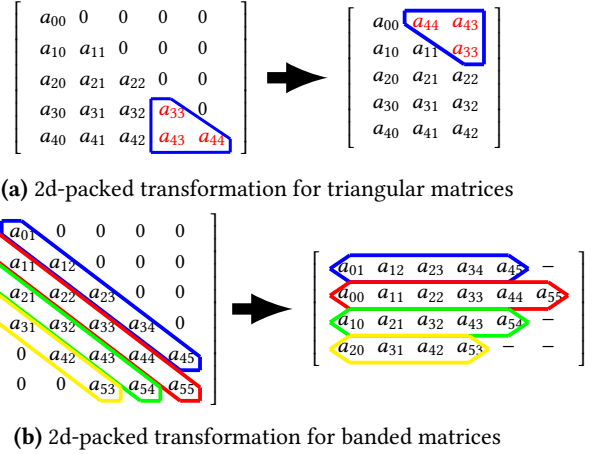 a00 0 0 0 0
a10 a11 0 0 0
a20 a21 a22 0 0
a30 a31 a32 a33 0
a40 a41 a42 a43 a44
a00 a44 a43
a10 a11 a33
a20 a21 a22
a30 a31 a32
a40 a41 a42
(a) 2d-packed transformation for triangular matrices
a01 0 0 0 0
a11 a12 0 0 0
a21 a22 a23 0 0
a31 a32 a33 a34 0
0 a42 a43 a44 a45
0 0 a53 a54 a55
a01 a12 a23 a34 a45 –
a00 a11 a22 a33 a44 a55
a10 a21 a32 a43 a54 –
a20 a31 a42 a53 – –
(b) 2d-packed transformation for banded matrices